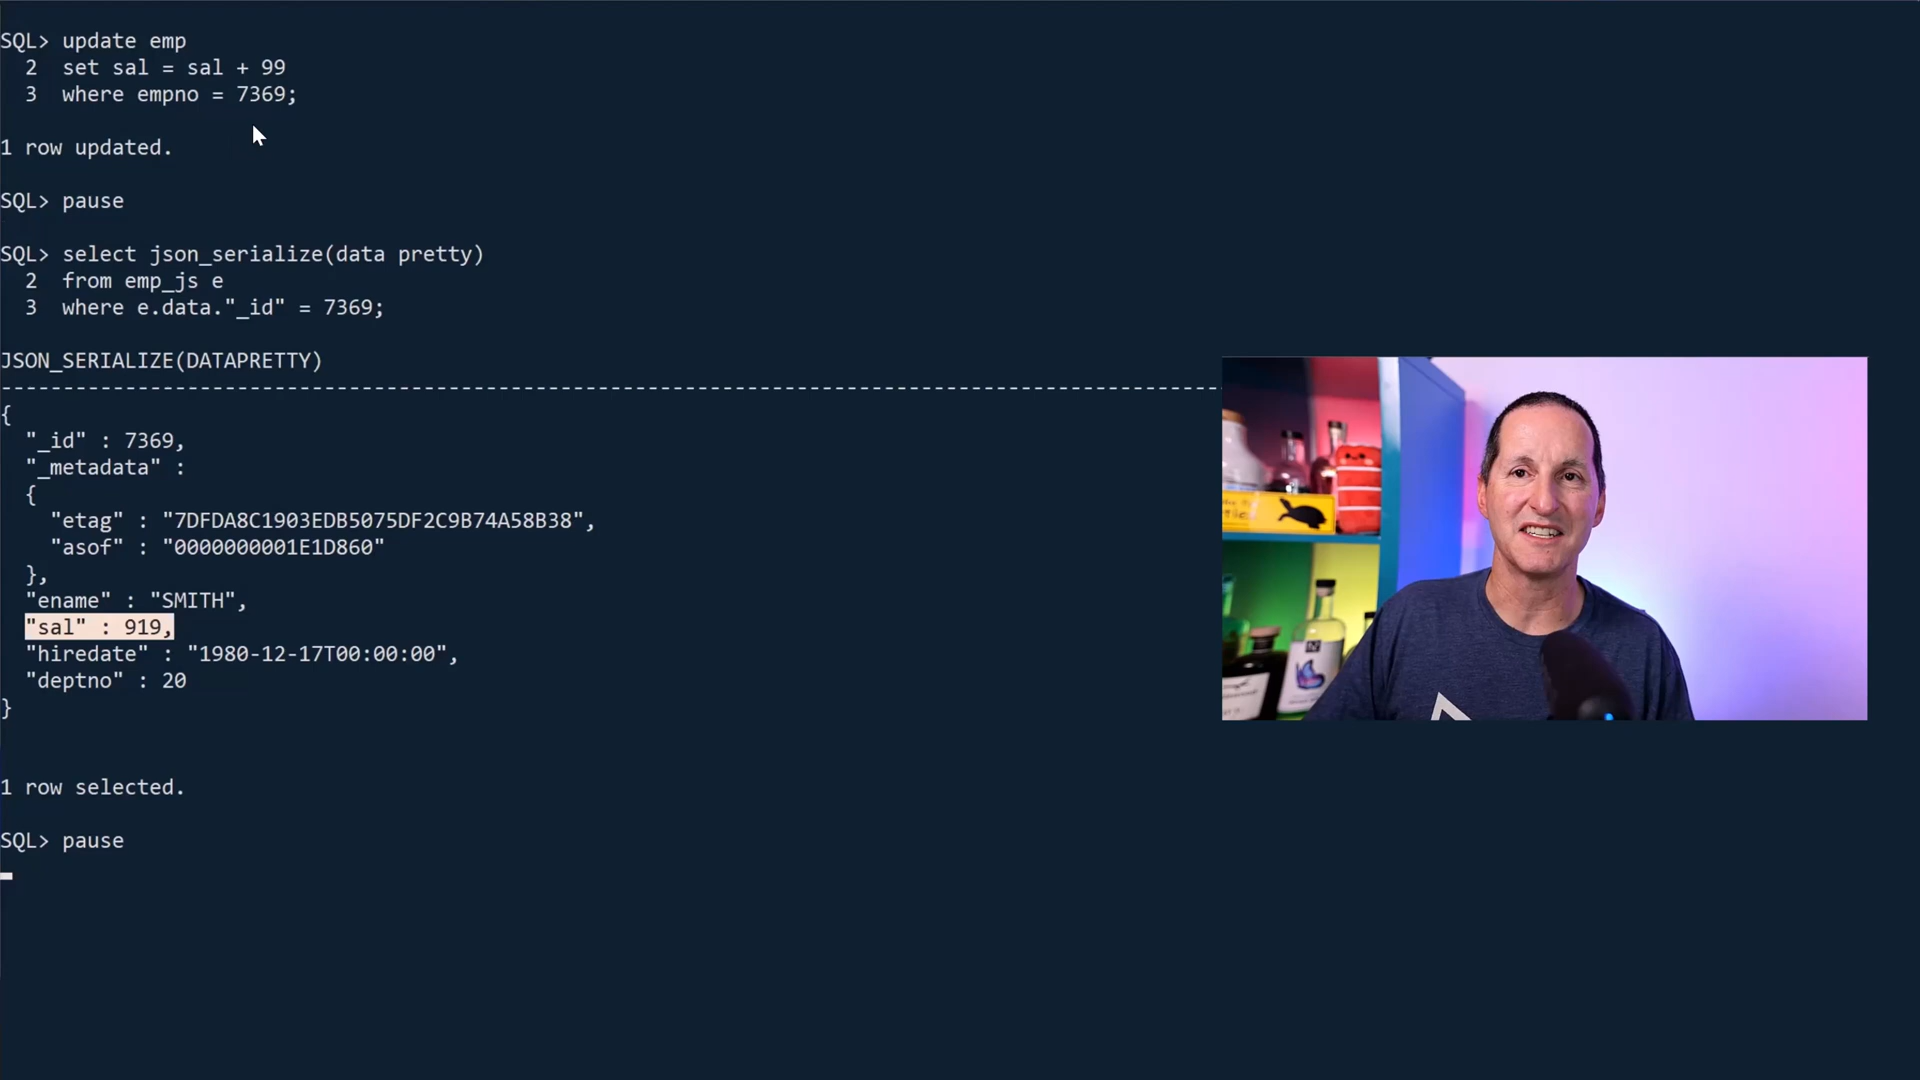 SQL> update emp
2 set sal = sal + 99
3 where empno = 7369;
1 row updated.
SQL> pause
SQL> select json_serialize(data pretty)
2 from emp_js e
3 where e.data."_id" = 7369;
JSON_SERIALIZE(DATAPRETTY)
--------------------------------------------------------------------------------------------------
{
"_id" : 7369,
"_metadata" :
{
"etag" : "7DFDA8C1903EDB5075DF2C9B74A58B38",
"asof" : "0000000001E1D860"
},
"ename" : "SMITH",
"sal" : 919,
"hiredate" : "1980-12-17T00:00:00",
"deptno" : 20
}
1 row selected.
SQL> pause